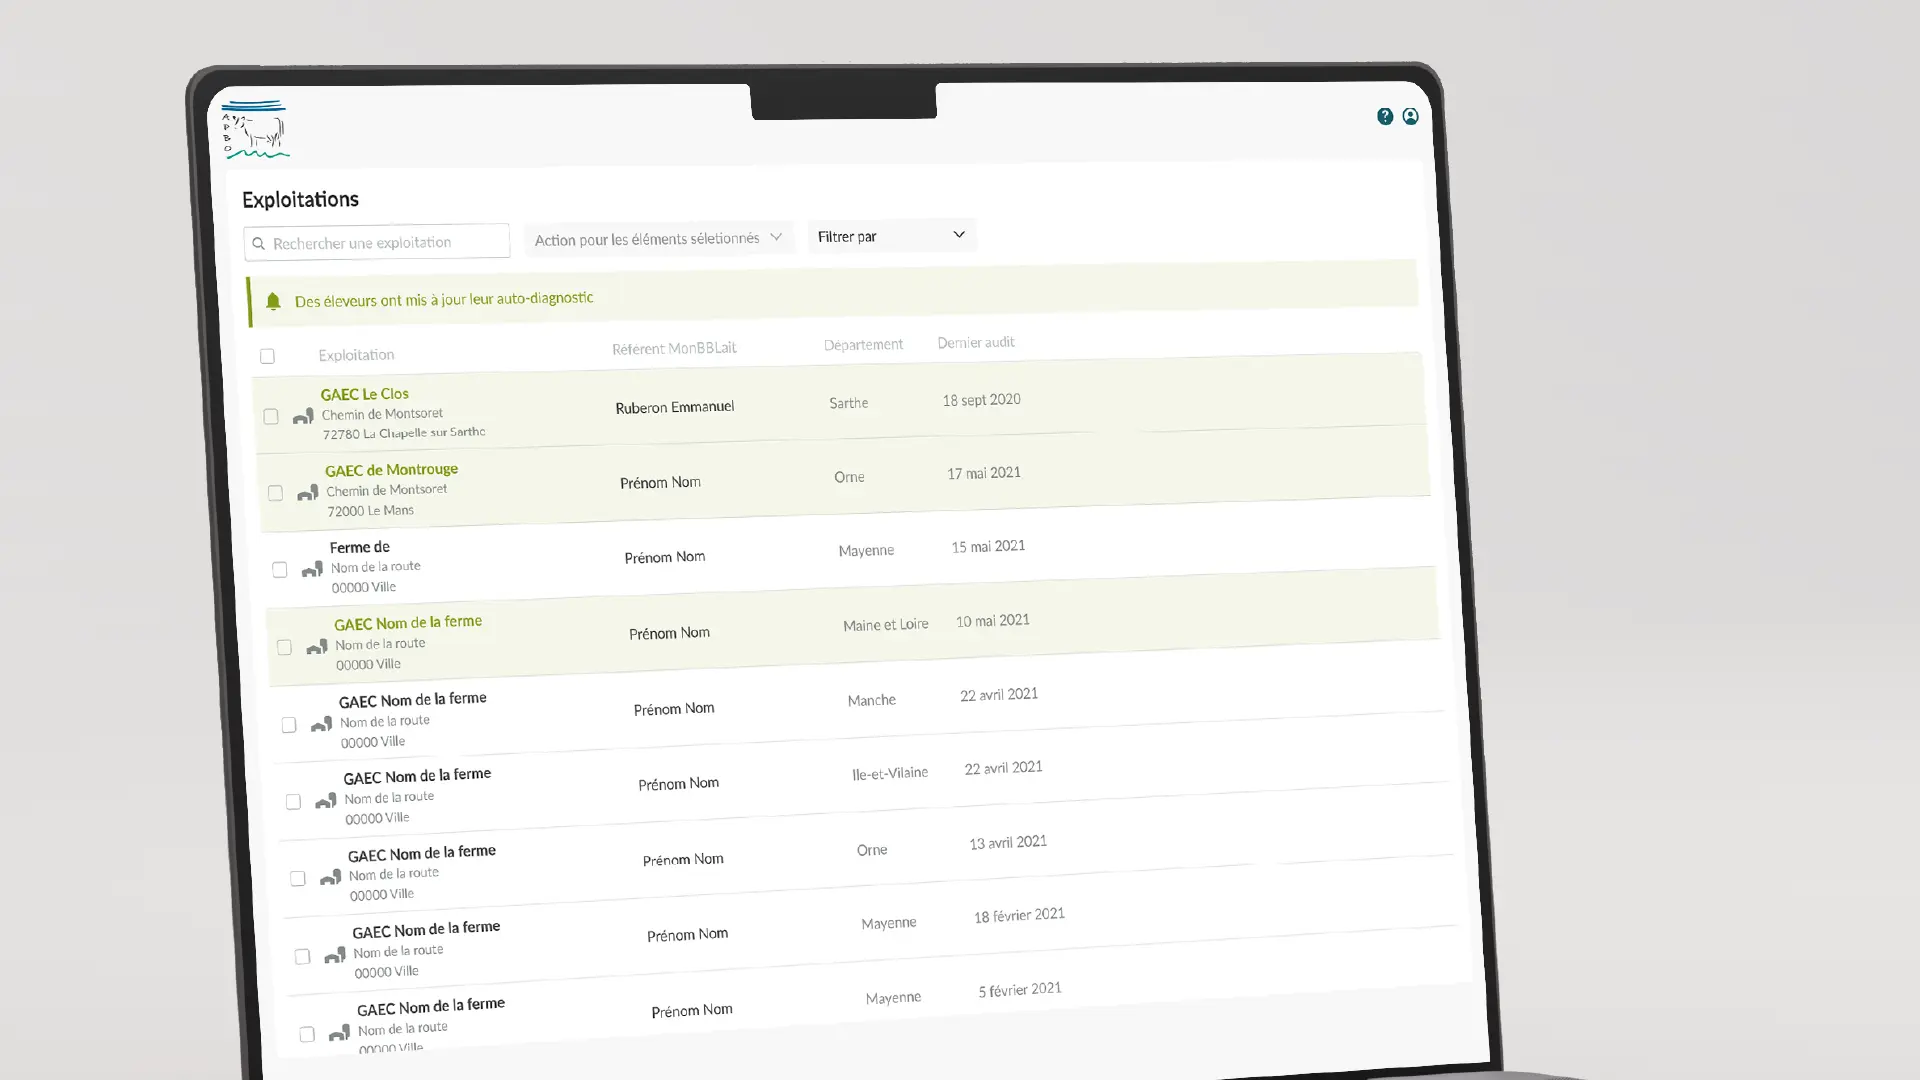 APBO
Exploitations
Rechercher une exploitation
Action pour les éléments séletionnés
Filtrer par
Des éleveurs ont mis à jour leur auto-diagnostic
Exploitation Référent MonBBLait Département Dernier audit
GAEC Le Clos
Chemin de Montsoret
72780 La Chapelle sur Sarthe
Ruberon Emmanuel Sarthe 18 sept 2020
GAEC de Montrouge
Chemin de Montsoret
72000 Le Mans
Prénom Nom Orne 17 mai 2021
Ferme de
Nom de la route
00000 Ville
Prénom Nom Mayenne 15 mai 2021
GAEC Nom de la ferme
Nom de la route
00000 Ville
Prénom Nom Maine et Loire 10 mai 2021
GAEC Nom de la ferme
Nom de la route
00000 Ville
Prénom Nom Manche 22 avril 2021
GAEC Nom de la ferme
Nom de la route
00000 Ville
Prénom Nom Ile-et-Vilaine 22 avril 2021
GAEC Nom de la ferme
Nom de la route
00000 Ville
Prénom Nom Orne 13 avril 2021
GAEC Nom de la ferme
Nom de la route
00000 Ville
Prénom Nom Mayenne 18 février 2021
GAEC Nom de la ferme
Nom de la route
00000 Ville
Prénom Nom Mayenne 5 février 2021